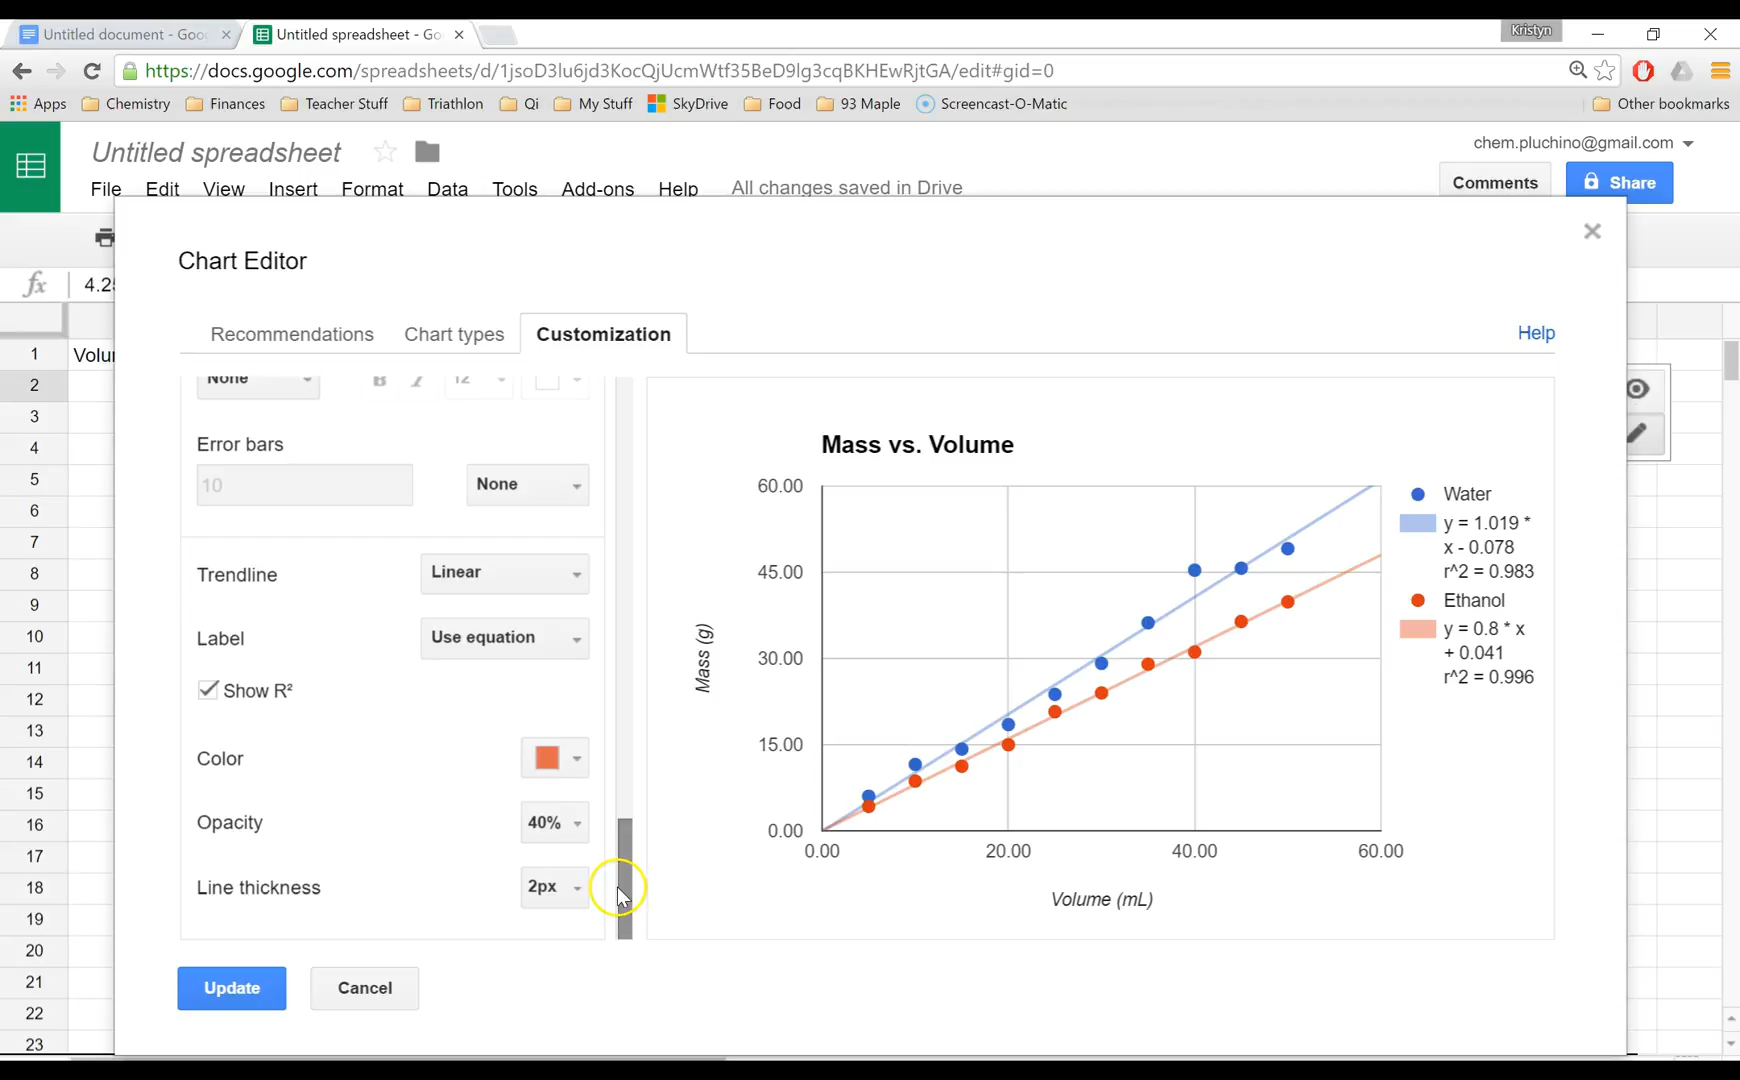 Untitled document - Goo
Untitled spreadsheet - Go
Kristyn
https://docs.google.com/spreadsheets/d/1jsoD3lu6jd3KocQjUcmWtf35BeD9lg3cqBKHEwRjtGA/edit#gid=0
Apps Chemistry Finances Teacher Stuff Triathlon Qi My Stuff SkyDrive Food 93 Maple Screencast-O-Matic Other bookmarks
Untitled spreadsheet
chem.pluchino@gmail.com
File Edit View Insert Format Data Tools Add-ons Help All changes saved in Drive
Comments Share
Chart Editor
fx 4.25
Recommendations Chart types Customization Help
1 Volu
2
3
4
5
6
7
8
9
10
11
12
13
14
15
16
17
18
19
20
21
22
23
None B I 12
Error bars
10 None
Trendline Linear
Label Use equation
Show R²
Color
Opacity 40%
Line thickness 2px
Update Cancel
Mass vs. Volume
60.00
45.00
30.00
15.00
0.00
Mass (g)
0.00 20.00 40.00 60.00
Volume (mL)
Water
y = 1.019 *
x - 0.078
r^2 = 0.983
Ethanol
y = 0.8 * x
+ 0.041
r^2 = 0.996